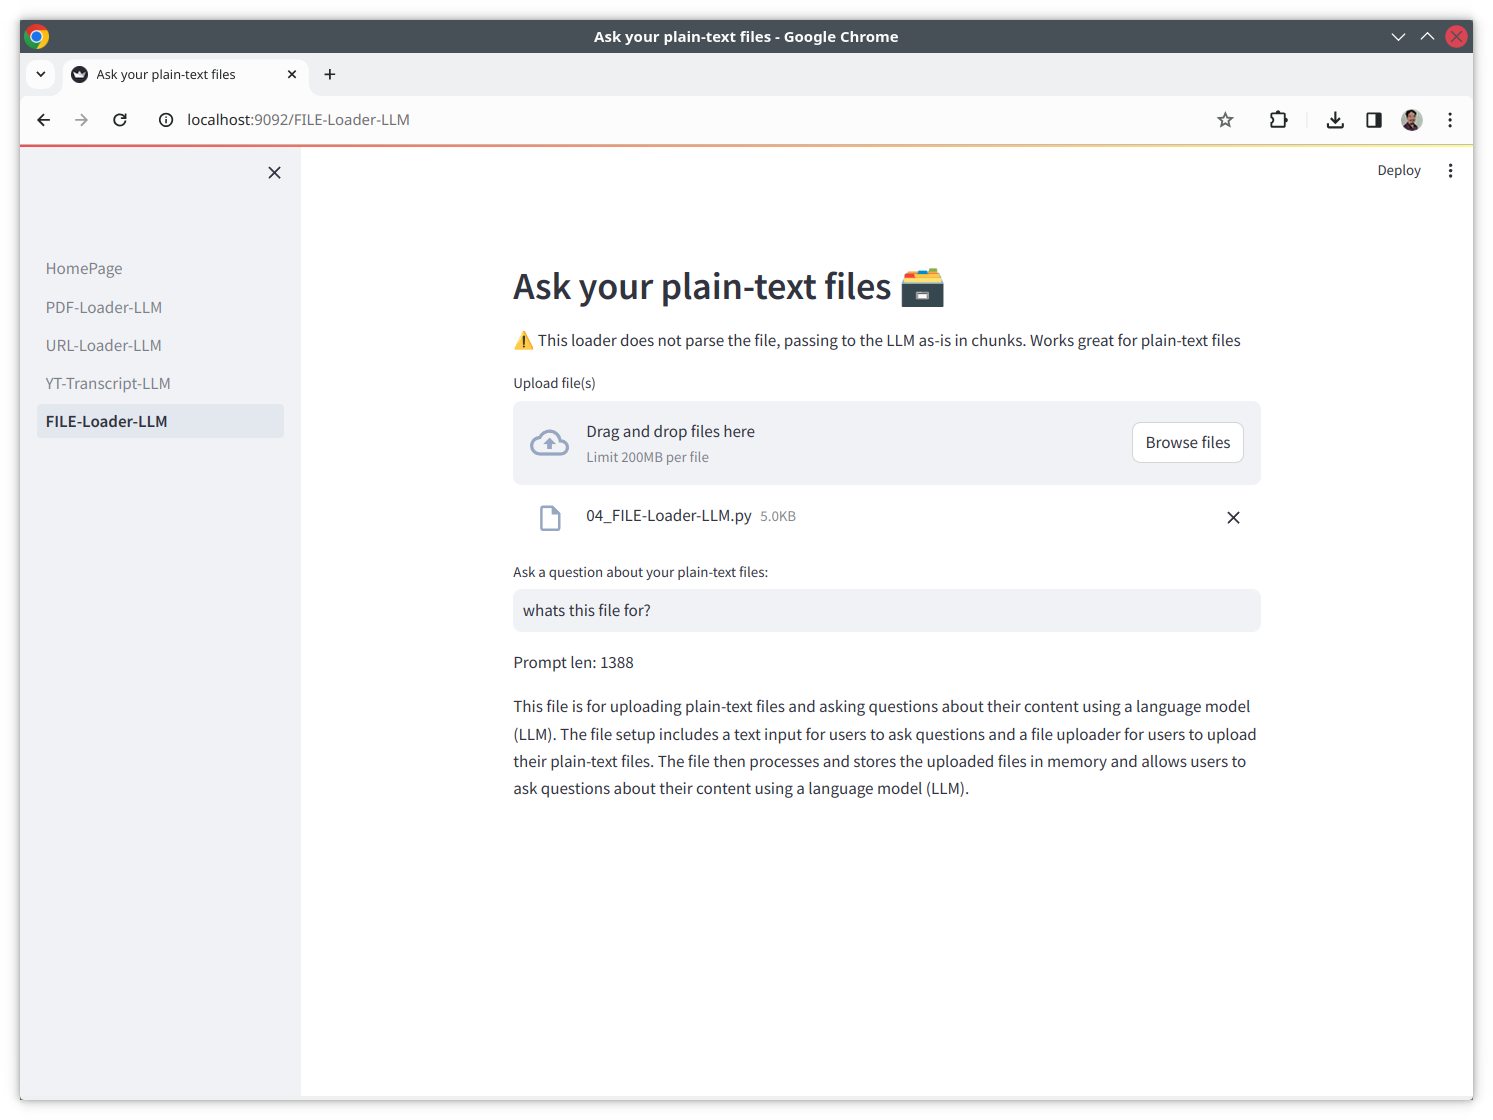 Ask your plain-text files - Google Chrome
Ask your plain-text files
localhost:9092/FILE-Loader-LLM
Deploy
HomePage
PDF-Loader-LLM
URL-Loader-LLM
YT-Transcript-LLM
FILE-Loader-LLM
Ask your plain-text files 🗃️
⚠️ This loader does not parse the file, passing to the LLM as-is in chunks. Works great for plain-text files
Upload file(s)
Drag and drop files here
Limit 200MB per file
Browse files
04_FILE-Loader-LLM.py 5.0KB
Ask a question about your plain-text files:
whats this file for?
Prompt len: 1388
This file is for uploading plain-text files and asking questions about their content using a language model
(LLM). The file setup includes a text input for users to ask questions and a file uploader for users to upload
their plain-text files. The file then processes and stores the uploaded files in memory and allows users to
ask questions about their content using a language model (LLM).